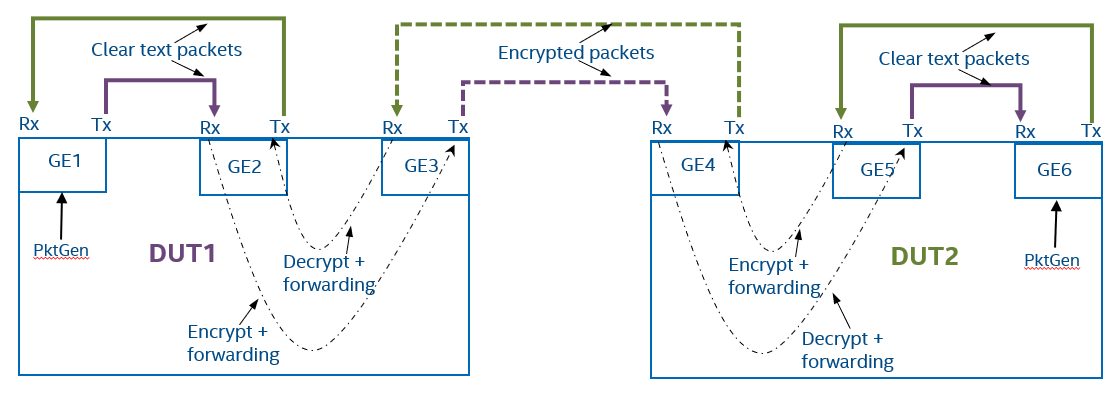 Clear text packets
Encrypted packets
Clear text packets
Rx
Tx
Rx
Tx
Rx
Tx
Rx
Tx
Rx
Tx
Rx
Tx
GE1
GE2
GE3
GE4
GE5
GE6
PktGen
DUT1
Decrypt +
forwarding
Encrypt +
forwarding
Encrypt +
forwarding
DUT2
PktGen
Decrypt +
forwarding